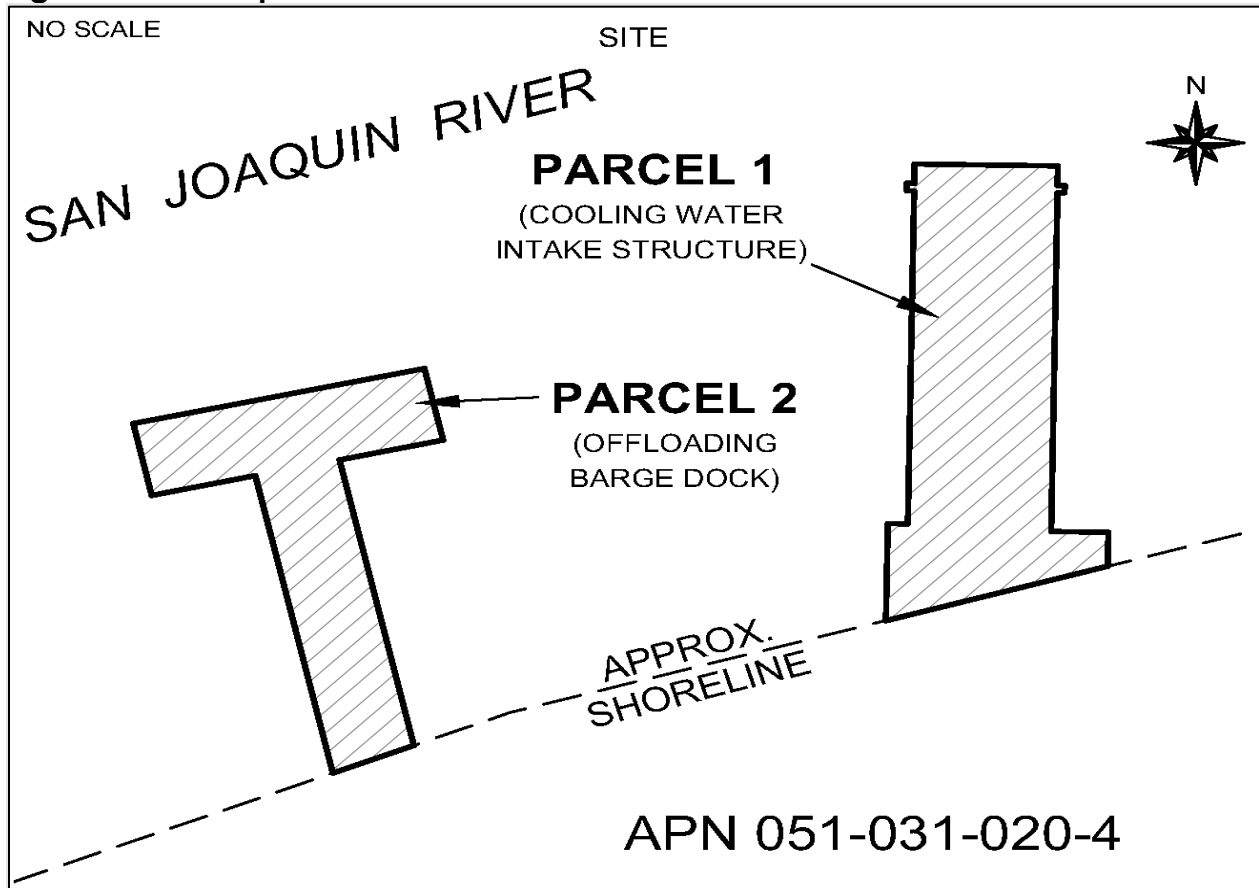 NO SCALE
SITE
N
SAN JOAQUIN RIVER
PARCEL 1
(COOLING WATER
INTAKE STRUCTURE)
PARCEL 2
(OFFLOADING
BARGE DOCK)
APPROX.
SHORELINE
APN 051-031-020-4